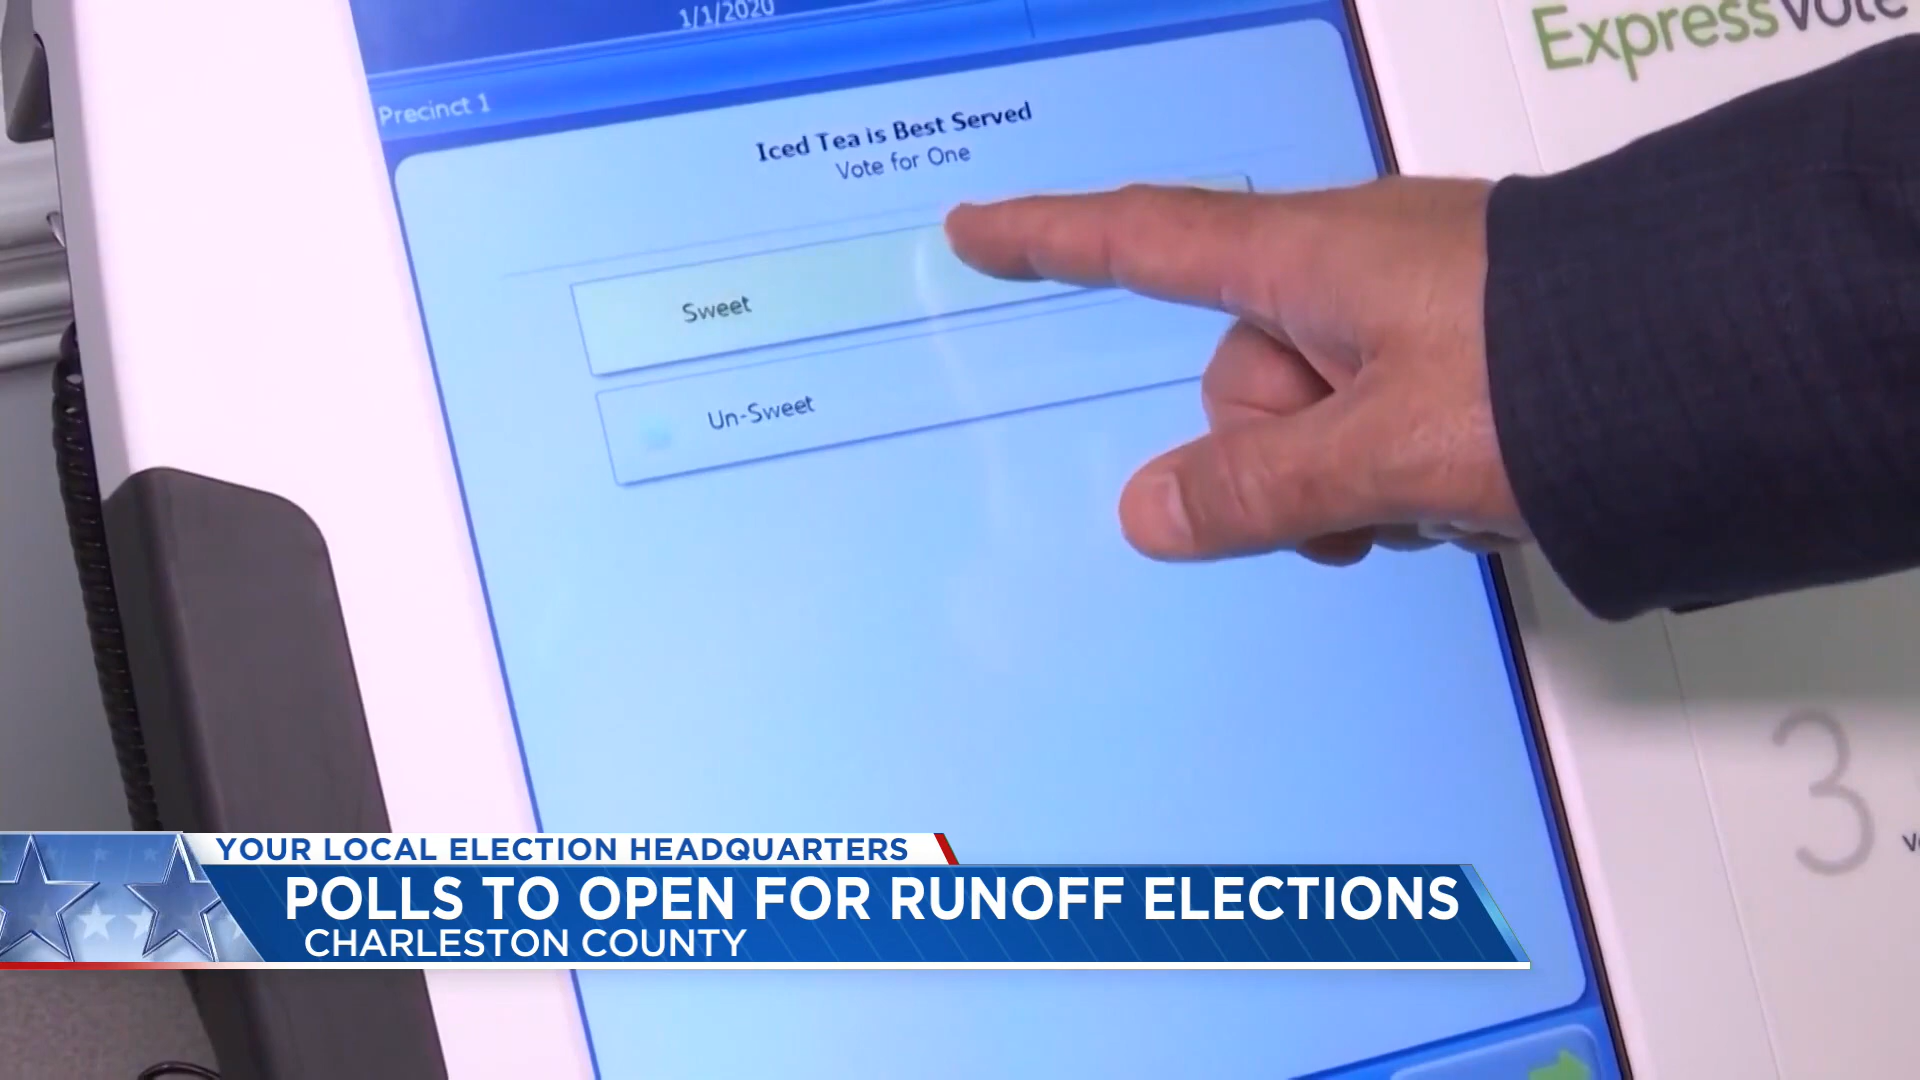 1/1/2020
ExpressVote
Precinct 1
Iced Tea is Best Served
Vote for One
Sweet
Un-Sweet
3
YOUR LOCAL ELECTION HEADQUARTERS
POLLS TO OPEN FOR RUNOFF ELECTIONS
CHARLESTON COUNTY